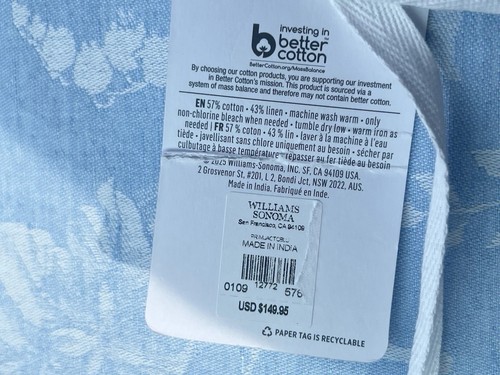 investing in
better
cotton
BetterCotton.org/MassBalance
By choosing our cotton products, you are supporting our investment
in Better Cotton's mission. This product is sourced via a
system of mass balance and therefore may not contain better cotton.
EN 57% cotton • 43% linen • machine wash warm • only
non-chlorine bleach when needed • tumble dry low • warm iron as
needed | FR 57 % coton • 43 % lin • laver à la machine à l'eau
tiède • javellisant sans chlore uniquement au besoin • sécher par
culbutage à basse température repasser au fer tiède au besoin
© 2025 Williams-Sonoma, INC. SF, CA 94109 USA.
2 Grosvenor St, #201, L 2, Bondi Jct, NSW 2022, AUS.
Made in India. Fabriqué en Inde.
WILLIAMS
SONOMA
San Francisco, CA 94109
MADE IN INDIA
0109 12772 576
USD $149.95
PAPER TAG IS RECYCLABLE